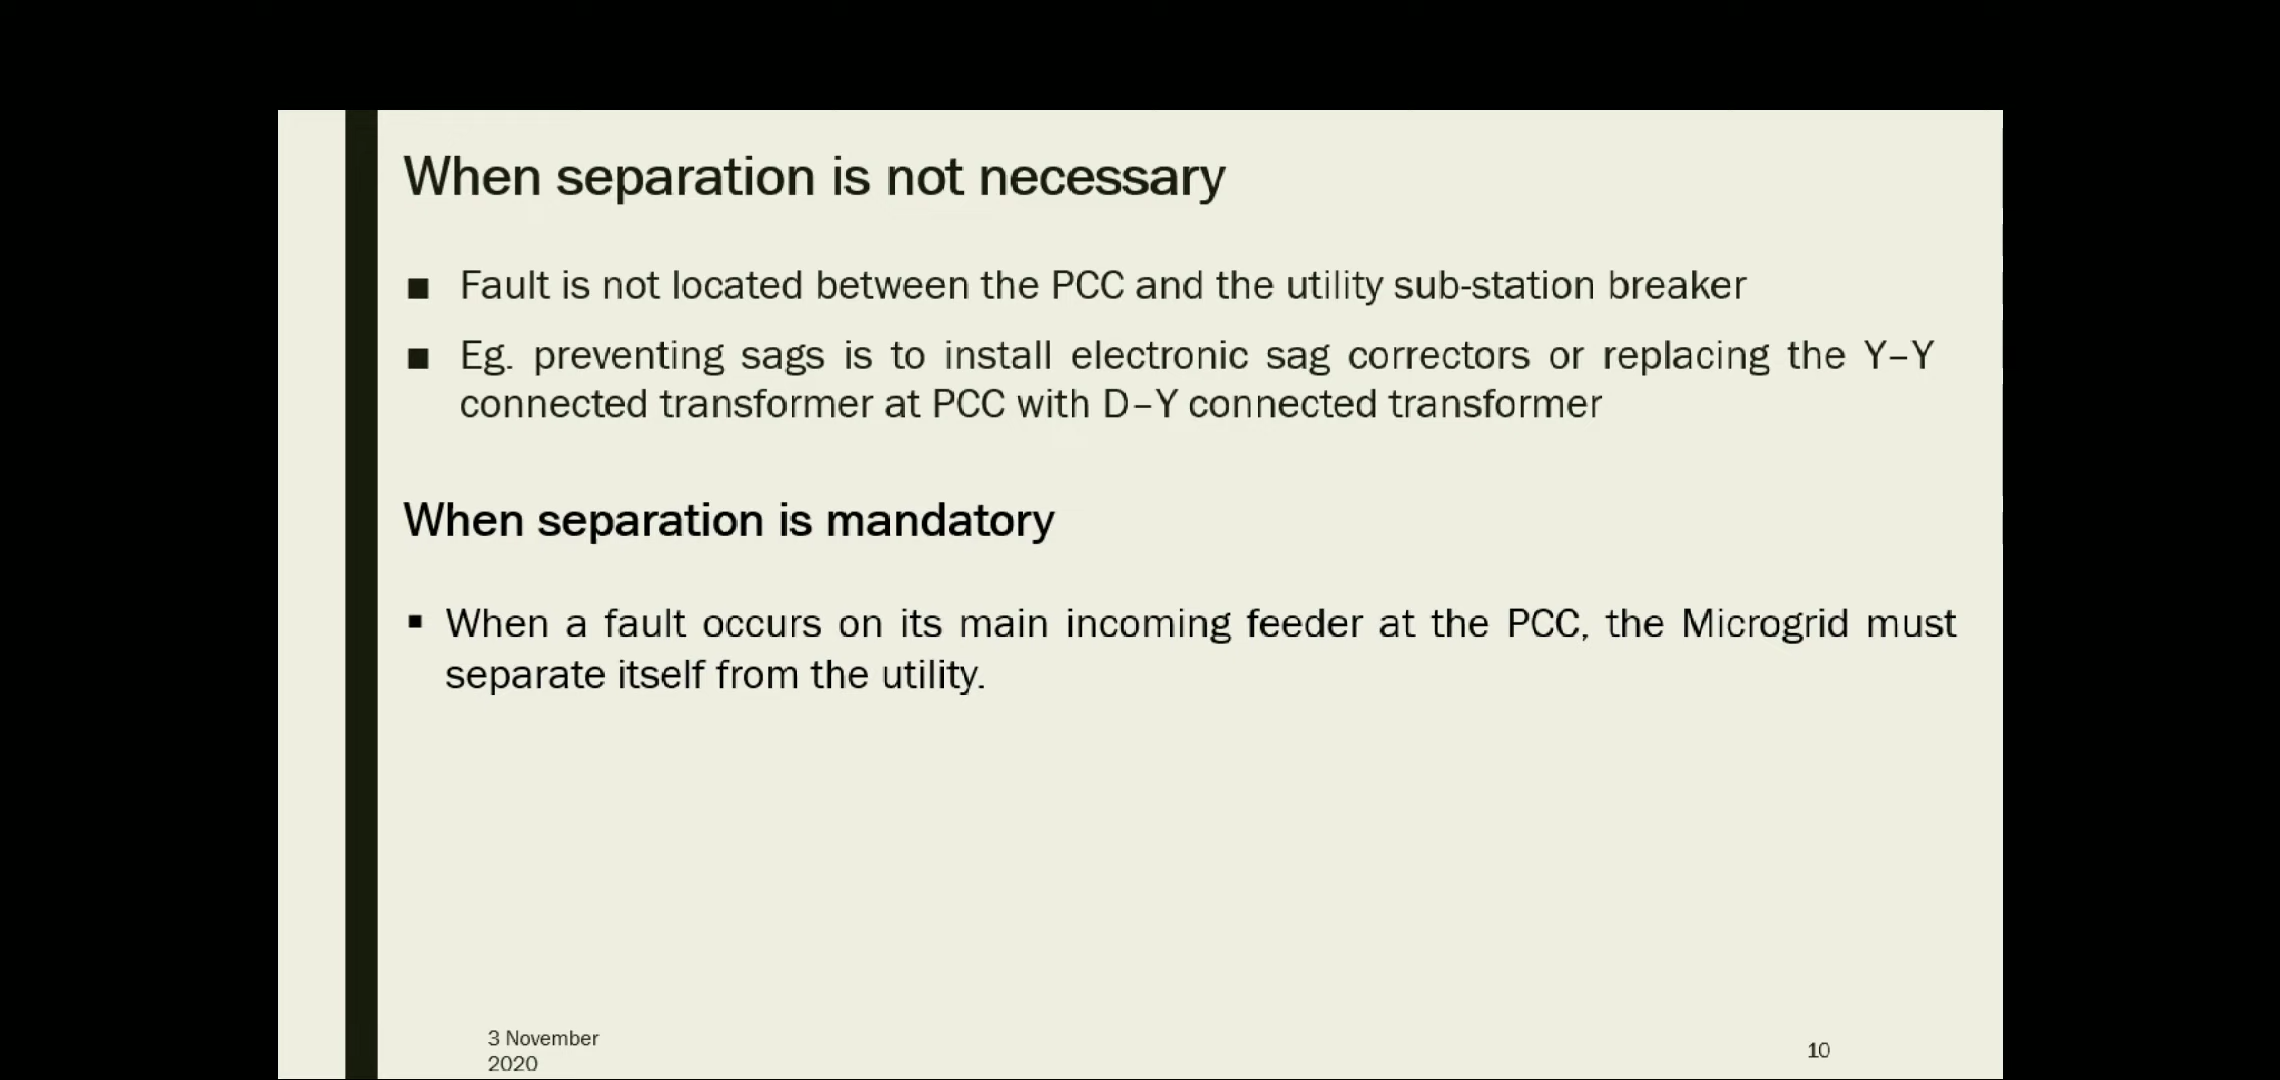 When separation is not necessary
■ Fault is not located between the PCC and the utility sub-station breaker
■ Eg. preventing sags is to install electronic sag correctors or replacing the Y–Y
connected transformer at PCC with D–Y connected transformer
When separation is mandatory
▪ When a fault occurs on its main incoming feeder at the PCC, the Microgrid must
separate itself from the utility.
3 November
2020
10